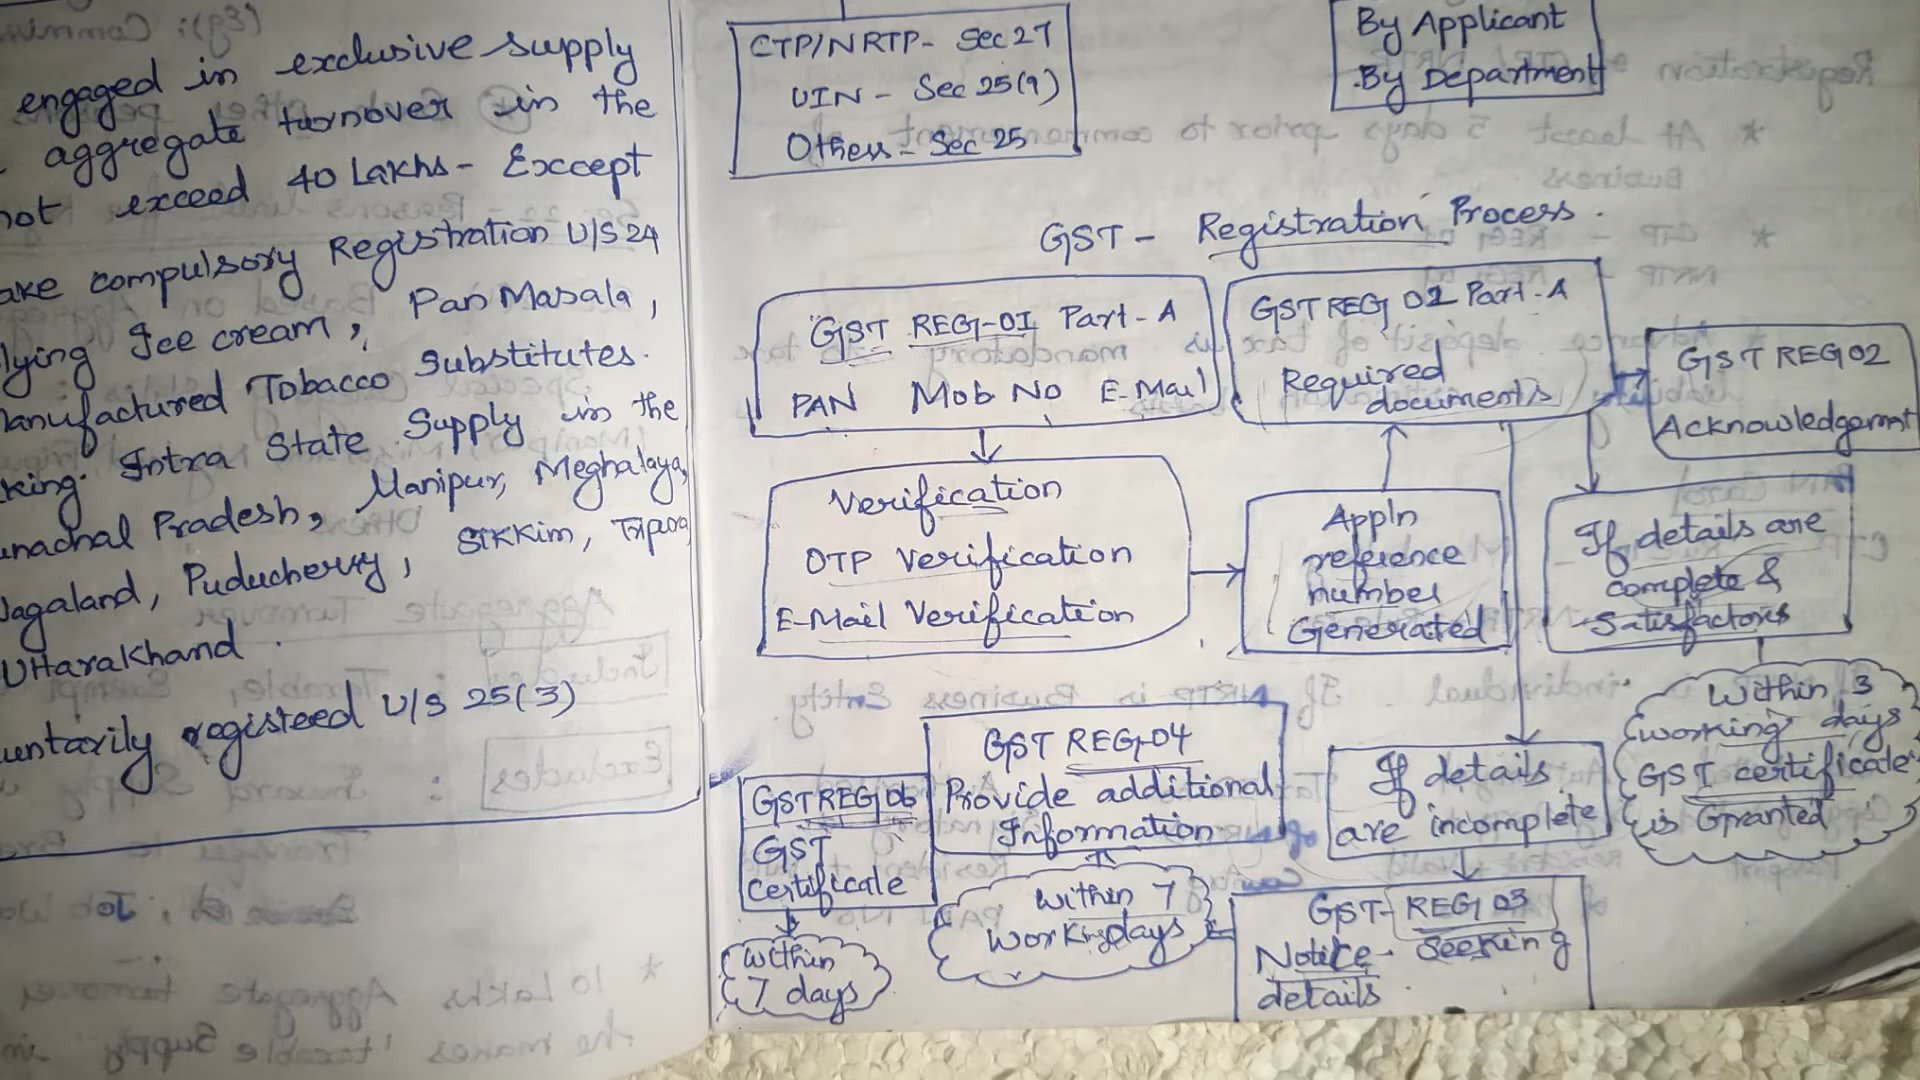 engaged in exclusive supply
aggregate turnover in the
not exceed 40 Lakhs - Except
ake compulsory Registration U/S 24
lying Ice cream, Pan Masala,
anufactured Tobacco Substitutes.
king Intra State Supply in the
unachal Pradesh, Manipur, Meghalaya,
Nagaland, Puducherry, Sikkim, Tripura,
Uttarakhand.
untarily registeed U/S 25(3)
CTP/NRTP- Sec 27
UIN - Sec 25(9)
Others - Sec 25
By Applicant
By Department
GST - Registration Process.
GST REG-01 Part-A
PAN Mob No E-Mail
GST REG 02 Part-A
Required
documents
GST REG 02
Acknowledgemnt
Verification
OTP Verification
E-Mail Verification
Appln
reference
number
Generated
If details are
complete &
Satisfactors
Within 3
working days
GST certificate
is Granted
If details
are incomplete
GST-REG 03
Notice - Seeking
details
Within 7
working days
GST REG-04
Provide additional
Information
GST REG 06
GST
certificate
Within
7 days